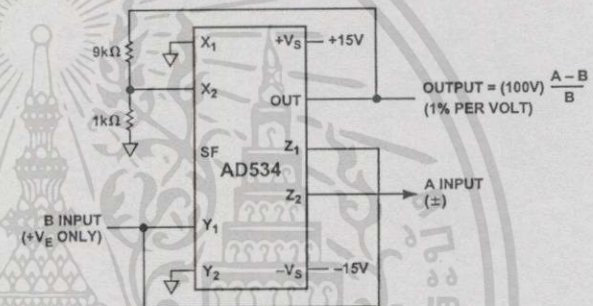 9kΩ
1kΩ
X1
X2
SF
Y1
Y2
AD534
+VS
OUT
Z1
Z2
–VS
+15V
OUTPUT = (100V) A – B / B
(1% PER VOLT)
A INPUT
(±)
–15V
B INPUT
(+VE ONLY)